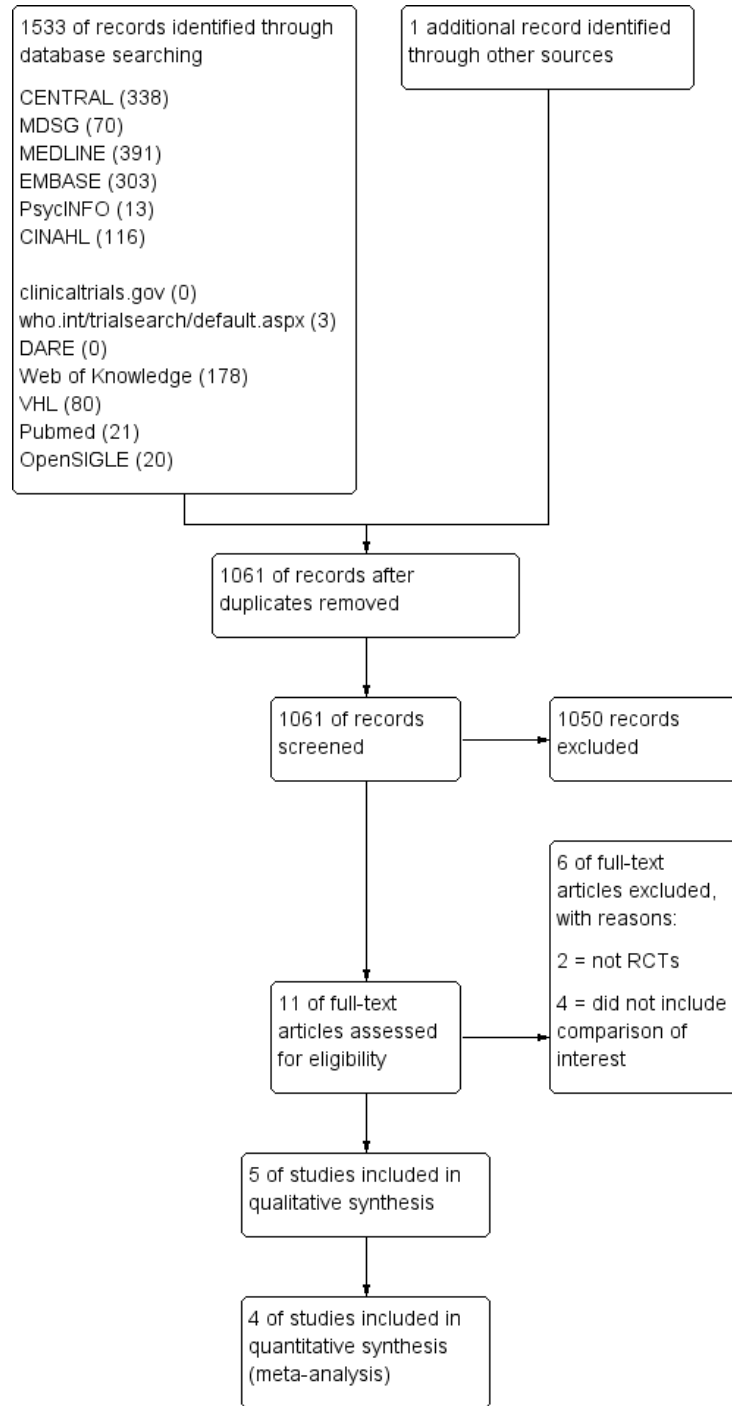 1533 of records identified through
database searching
CENTRAL (338)
MDSG (70)
MEDLINE (391)
EMBASE (303)
PsycINFO (13)
CINAHL (116)
clinicaltrials.gov (0)
who.int/trialsearch/default.aspx (3)
DARE (0)
Web of Knowledge (178)
VHL (80)
Pubmed (21)
OpenSIGLE (20)
1 additional record identified
through other sources
1061 of records after
duplicates removed
1061 of records
screened
1050 records
excluded
11 of full-text
articles assessed
for eligibility
6 of full-text
articles excluded,
with reasons:
2 = not RCTs
4 = did not include
comparison of
interest
5 of studies included in
qualitative synthesis
4 of studies included in
quantitative synthesis
(meta-analysis)